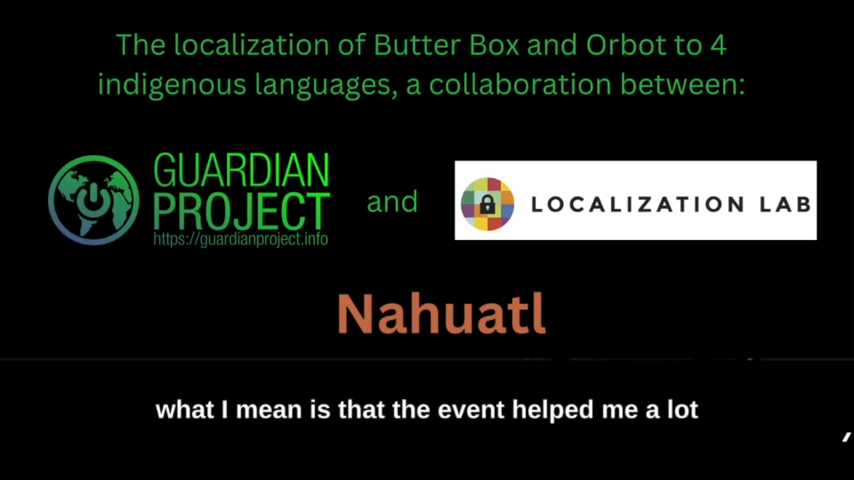 The localization of Butter Box and Orbot to 4
indigenous languages, a collaboration between:
GUARDIAN
PROJECT
https://guardianproject.info
and
LOCALIZATION LAB
Nahuatl
what I mean is that the event helped me a lot